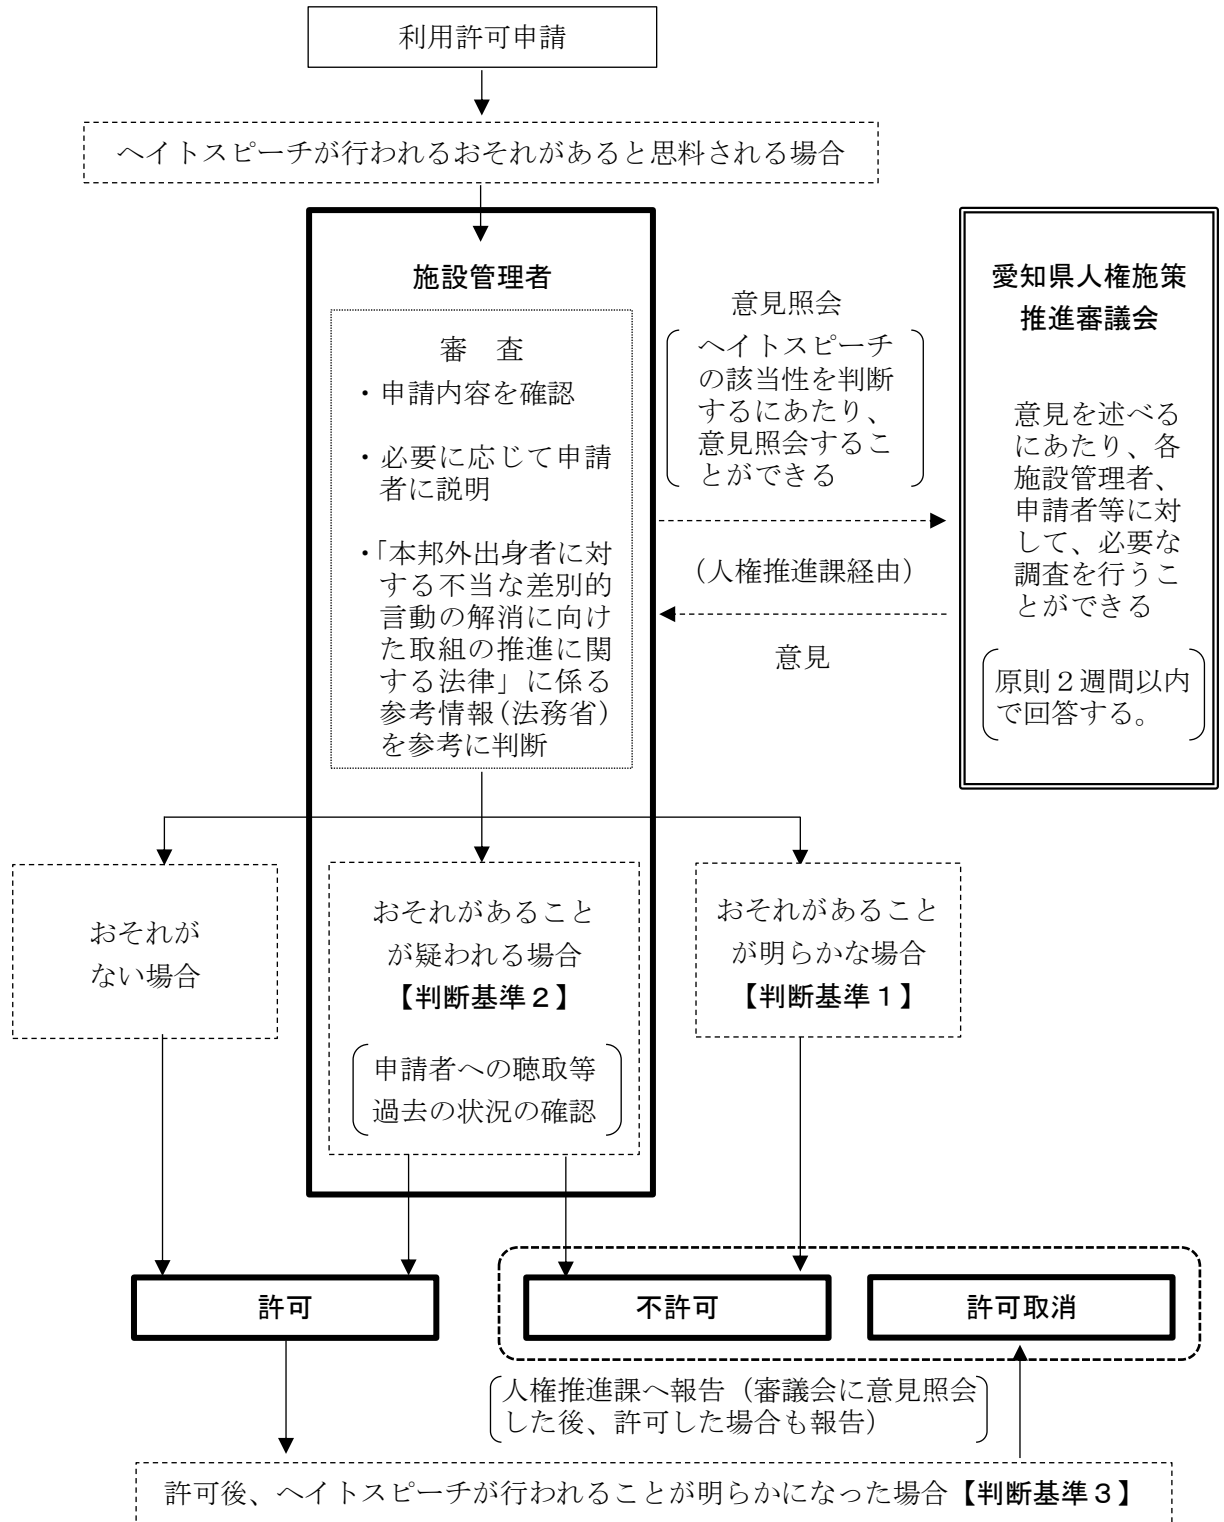 利用許可申請
ヘイトスピーチが行われるおそれがあると思料される場合
施設管理者
審　査
・申請内容を確認
・必要に応じて申請
者に説明
・「本邦外出身者に対
する不当な差別的
言動の解消に向け
た取組の推進に関
する法律」に係る
参考情報（法務省）
を参考に判断
意見照会
ヘイトスピーチ
の該当性を判断
するにあたり、
意見照会するこ
とができる
（人権推進課経由）
意見
愛知県人権施策
推進審議会
意見を述べる
にあたり、各
施設管理者、
申請者等に対
して、必要な
調査を行うこ
とができる
原則２週間以内
で回答する。
おそれが
ない場合
おそれがあること
が疑われる場合
【判断基準２】
申請者への聴取等
過去の状況の確認
おそれがあること
が明らかな場合
【判断基準１】
許可
不許可
許可取消
人権推進課へ報告（審議会に意見照会
した後、許可した場合も報告）
許可後、ヘイトスピーチが行われることが明らかになった場合【判断基準３】